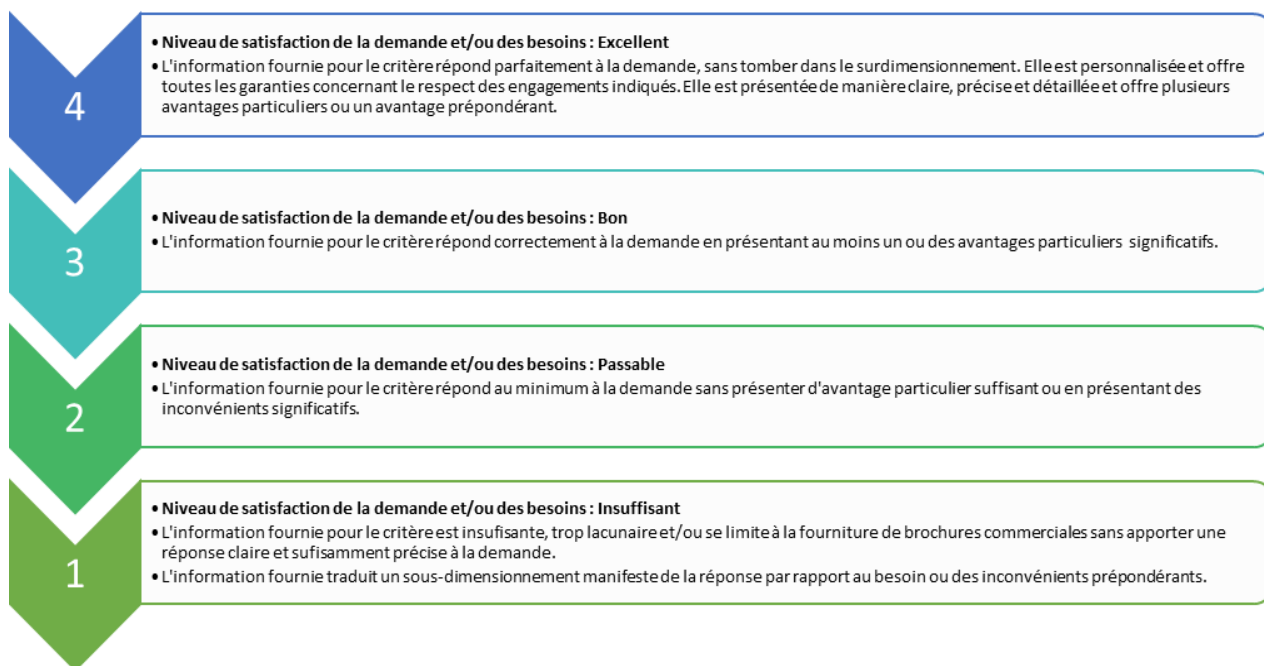 4
• Niveau de satisfaction de la demande et/ou des besoins : Excellent
• L'information fournie pour le critère répond parfaitement à la demande, sans tomber dans le surdimensionnement. Elle est personnalisée et offre
toutes les garanties concernant le respect des engagements indiqués. Elle est présentée de manière claire, précise et détaillée et offre plusieurs
avantages particuliers ou un avantage prépondérant.
3
• Niveau de satisfaction de la demande et/ou des besoins : Bon
• L'information fournie pour le critère répond correctement à la demande en présentant au moins un ou des avantages particuliers significatifs.
2
• Niveau de satisfaction de la demande et/ou des besoins : Passable
• L'information fournie pour le critère répond au minimum à la demande sans présenter d'avantage particulier suffisant ou en présentant des
inconvénients significatifs.
1
• Niveau de satisfaction de la demande et/ou des besoins : Insuffisant
• L'information fournie pour le critère est insufisante, trop lacunaire et/ou se limite à la fourniture de brochures commerciales sans apporter une
réponse claire et sufisamment précise à la demande.
• L'information fournie traduit un sous-dimensionnement manifeste de la réponse par rapport au besoin ou des inconvénients prépondérants.